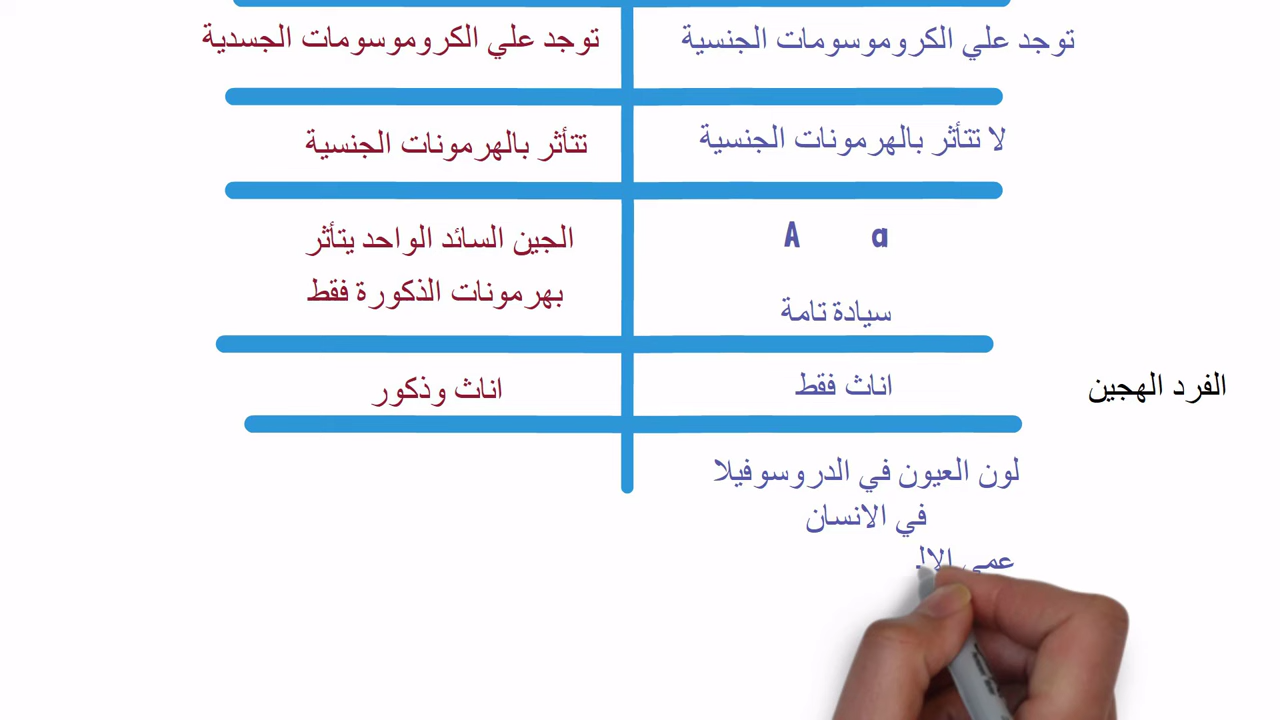 توجد علي الكروموسومات الجنسية
توجد علي الكروموسومات الجسدية
لا تتأثر بالهرمونات الجنسية
تتأثر بالهرمونات الجنسية
A a
سيادة تامة
الجين السائد الواحد يتأثر
بهرمونات الذكورة فقط
الفرد الهجين
اناث فقط
اناث وذكور
لون العيون في الدروسوفيلا
في الانسان
عمي